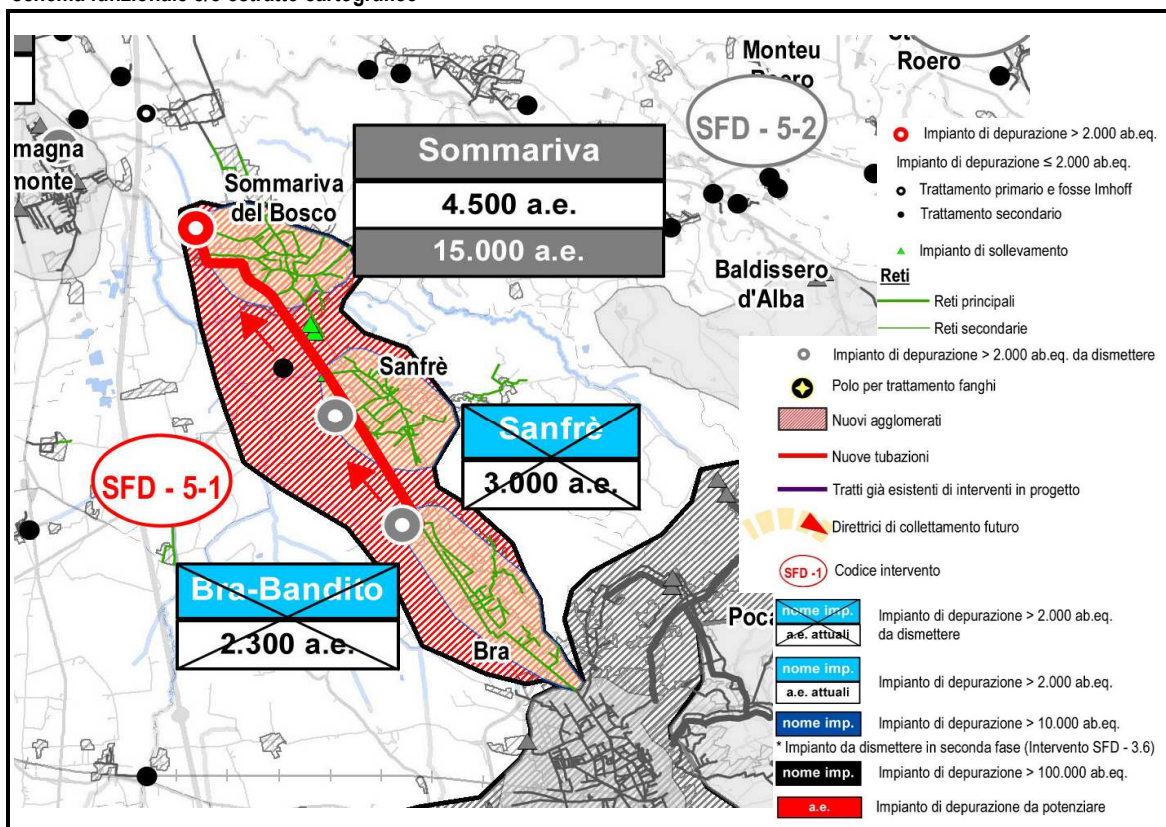 Monteu
Roero
Roero
SFD - 5-2
magna
monte
Sommariva
del Bosco
Sommariva
4.500 a.e.
15.000 a.e.
Baldissero
d'Alba
Sanfrè
Sanfrè
3.000 a.e.
SFD - 5-1
Bra-Bandito
2.300 a.e.
Bra
Poca
Impianto di depurazione > 2.000 ab.eq.
Impianto di depurazione ≤ 2.000 ab.eq.
Trattamento primario e fosse Imhoff
Trattamento secondario
Impianto di sollevamento
Reti
Reti principali
Reti secondarie
Impianto di depurazione > 2.000 ab.eq. da dismettere
Polo per trattamento fanghi
Nuovi agglomerati
Nuove tubazioni
Tratti già esistenti di interventi in progetto
Direttrici di collettamento futuro
SFD -1 Codice intervento
nome imp.
a.e. attuali
Impianto di depurazione > 2.000 ab.eq.
da dismettere
nome imp.
a.e. attuali
Impianto di depurazione > 2.000 ab.eq.
nome imp. Impianto di depurazione > 10.000 ab.eq.
* Impianto da dismettere in seconda fase (Intervento SFD - 3.6)
nome imp. Impianto di depurazione > 100.000 ab.eq.
a.e. Impianto di depurazione da potenziare